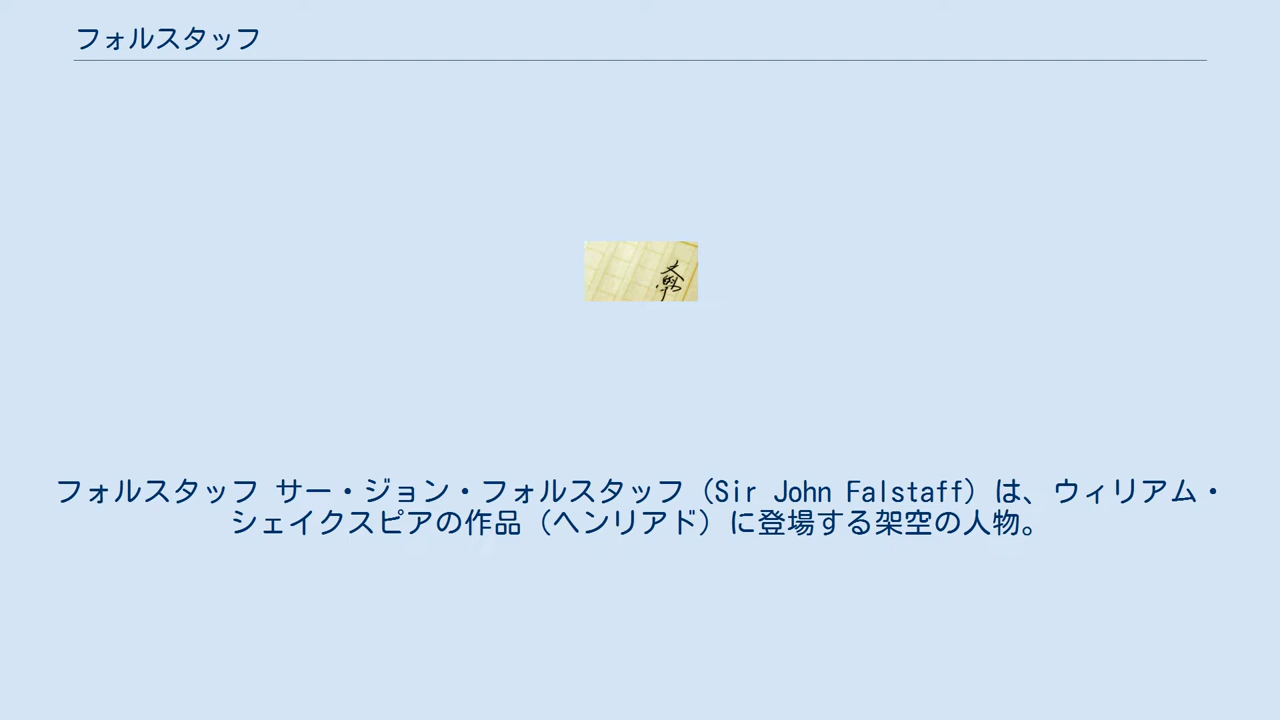 フォルスタッフ
フォルスタッフ サー・ジョン・フォルスタッフ（Sir John Falstaff）は、ウィリアム・
シェイクスピアの作品（ヘンリアド）に登場する架空の人物。